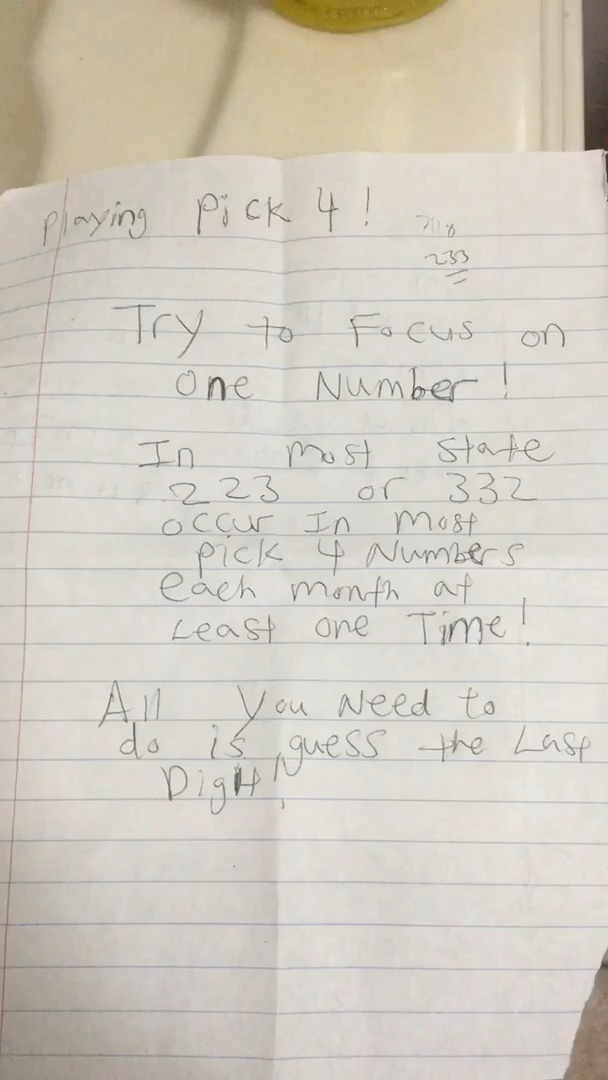 Playing Pick 4!
233
Try to Focus on
One Number!
In most state
223 or 332
occur In Most
pick 4 Numbers
each month at
Least one Time!
All You Need to
do is guess the Last
Digit!